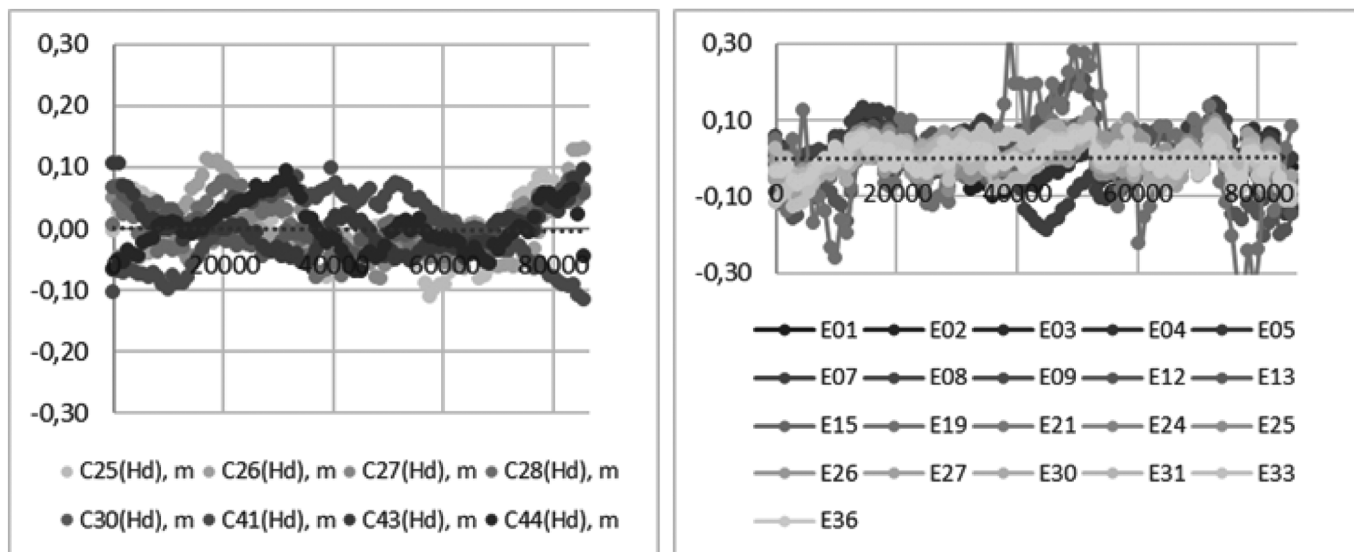 0,30
0,20
0,10
0,00
-0,10
-0,20
-0,30
0 20000 40000 60000 80000
C25(Hd), m C26(Hd), m C27(Hd), m C28(Hd), m
C30(Hd), m C41(Hd), m C43(Hd), m C44(Hd), m
0,30
0,10
-0,10
-0,30
0 20000 40000 60000 80000
E01 E02 E03 E04 E05
E07 E08 E09 E12 E13
E15 E19 E21 E24 E25
E26 E27 E30 E31 E33
E36